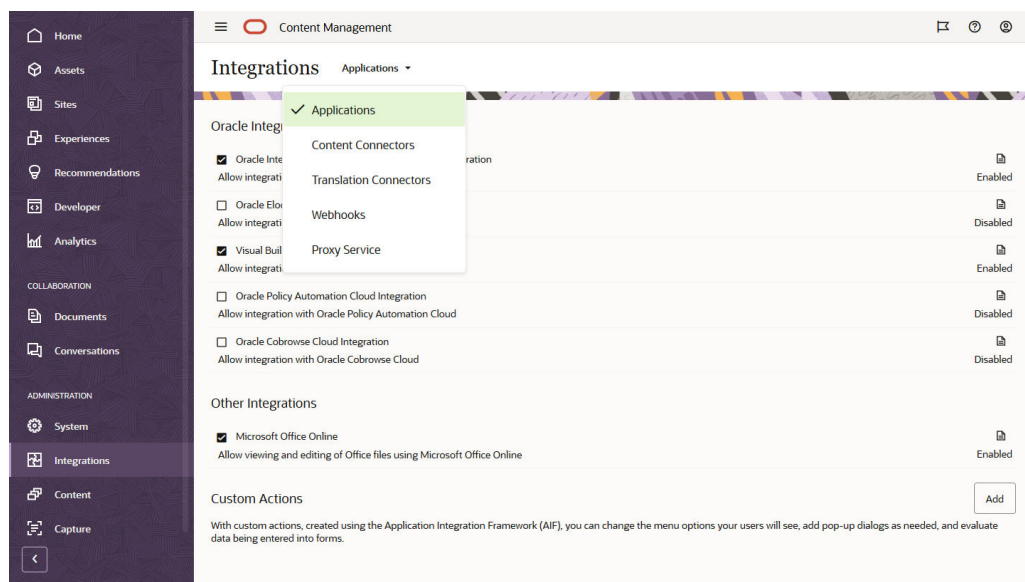 Home
Assets
Sites
Experiences
Recommendations
Developer
Analytics
COLLABORATION
Documents
Conversations
ADMINISTRATION
System
Integrations
Content
Capture
Content Management
Integrations Applications
Applications
Content Connectors
Translation Connectors
Webhooks
Proxy Service
Oracle Integ
Oracle Inte ration
Allow integrati Enabled
Oracle Elo
Allow integrati Disabled
Visual Buil
Allow integrati Enabled
Oracle Policy Automation Cloud Integration
Allow integration with Oracle Policy Automation Cloud Disabled
Oracle Cobrowse Cloud Integration
Allow integration with Oracle Cobrowse Cloud Disabled
Other Integrations
Microsoft Office Online
Allow viewing and editing of Office files using Microsoft Office Online Enabled
Custom Actions Add
With custom actions, created using the Application Integration Framework (AIF), you can change the menu options your users will see, add pop-up dialogs as needed, and evaluate
data being entered into forms.